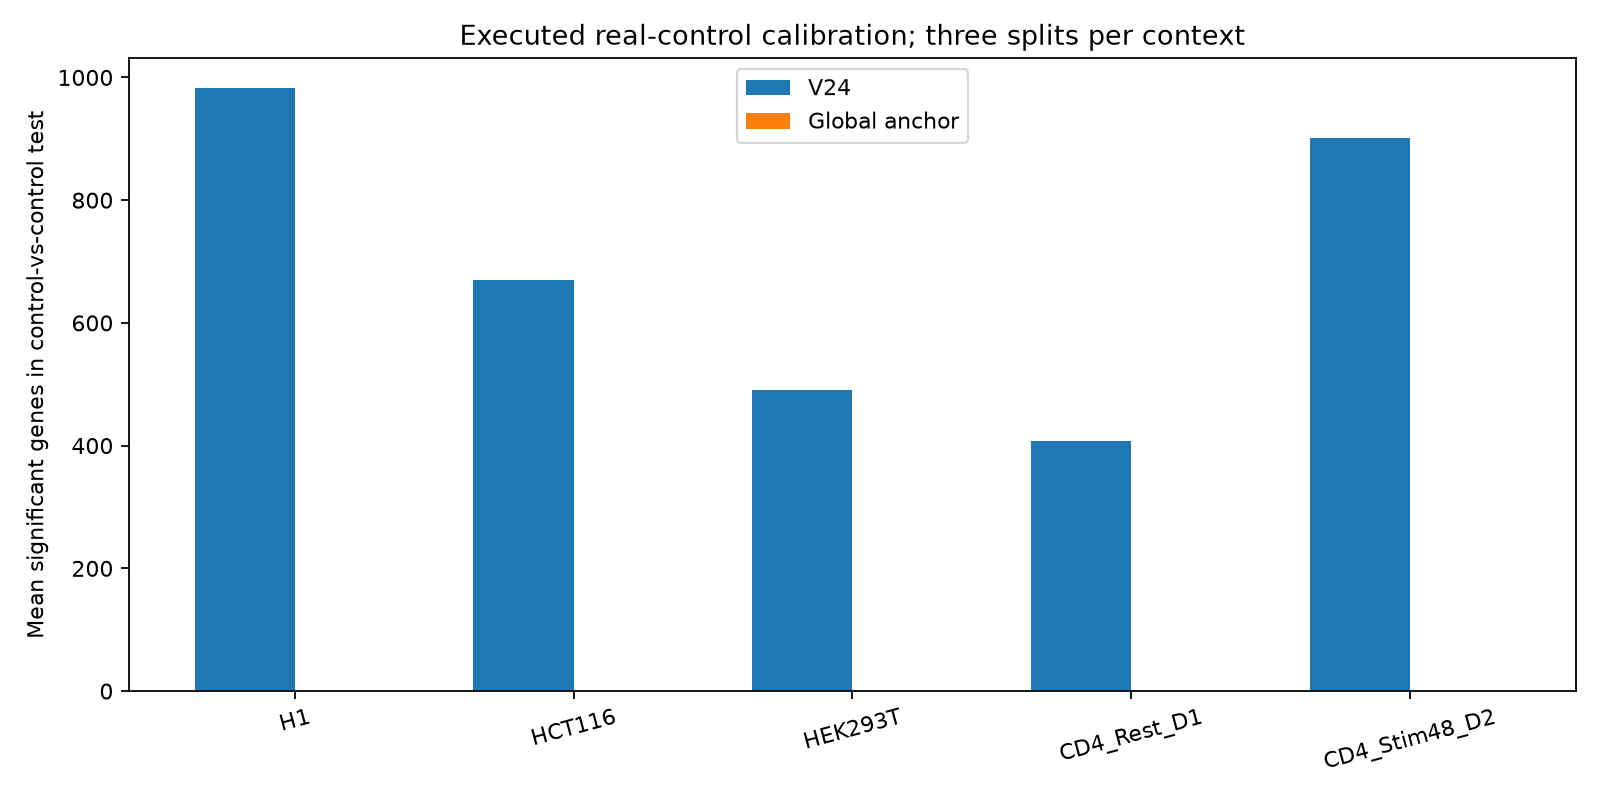 Executed real-control calibration; three splits per context
V24
Global anchor
Mean significant genes in control-vs-control test
1000
800
600
400
200
0
H1
HCT116
HEK293T
CD4_Rest_D1
CD4_Stim48_D2